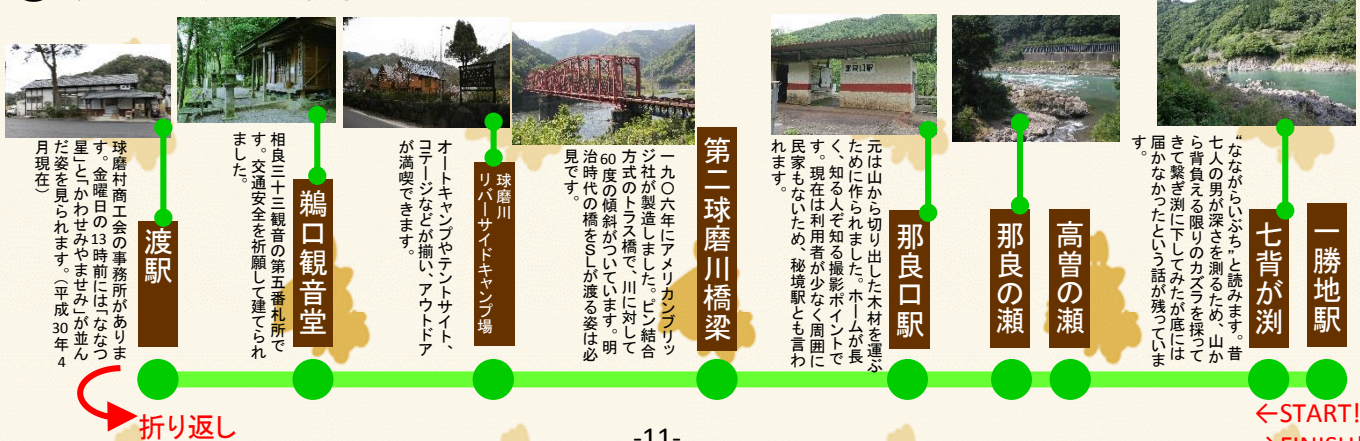 一勝地駅
七背が渕
“なながらいぶち”と読みます。昔
七人の男が深さを測るため、山か
ら背負える限りのカズラを採って
きて繋ぎ渕に下してみたが底には
届かなかったという話が残っていま
す。
高曽の瀬
那良の瀬
那良口駅
元は山から切り出した木材を運ぶ
ために作られました。ホームが長
く、知る人ぞ知る撮影ポイントで
す。現在は利用者が少なく周囲に
民家もないため、秘境駅とも言わ
れます。
那良口駅
第二球磨川橋梁
一九〇六年にアメリカンブリッ
ジ社が製造しました。ピン結合
方式のトラス橋で、川に対して
60度の傾斜がついています。明
治時代の橋をSLが渡る姿は必
見です。
球磨川
リバーサイドキャンプ場
オートキャンプやテントサイト、
コテージなどが揃い、アウトドア
が満喫できます。
鵜口観音堂
相良三十三観音の第五番札所で
す。交通安全を祈願して建てられ
ました。
渡駅
球磨村商工会の事務所がありま
す。金曜日の13時前には「ななつ
星」と「かわせみやませみ」が並ん
だ姿を見られます。（平成30年4
月現在）
折り返し
←START!
-11-